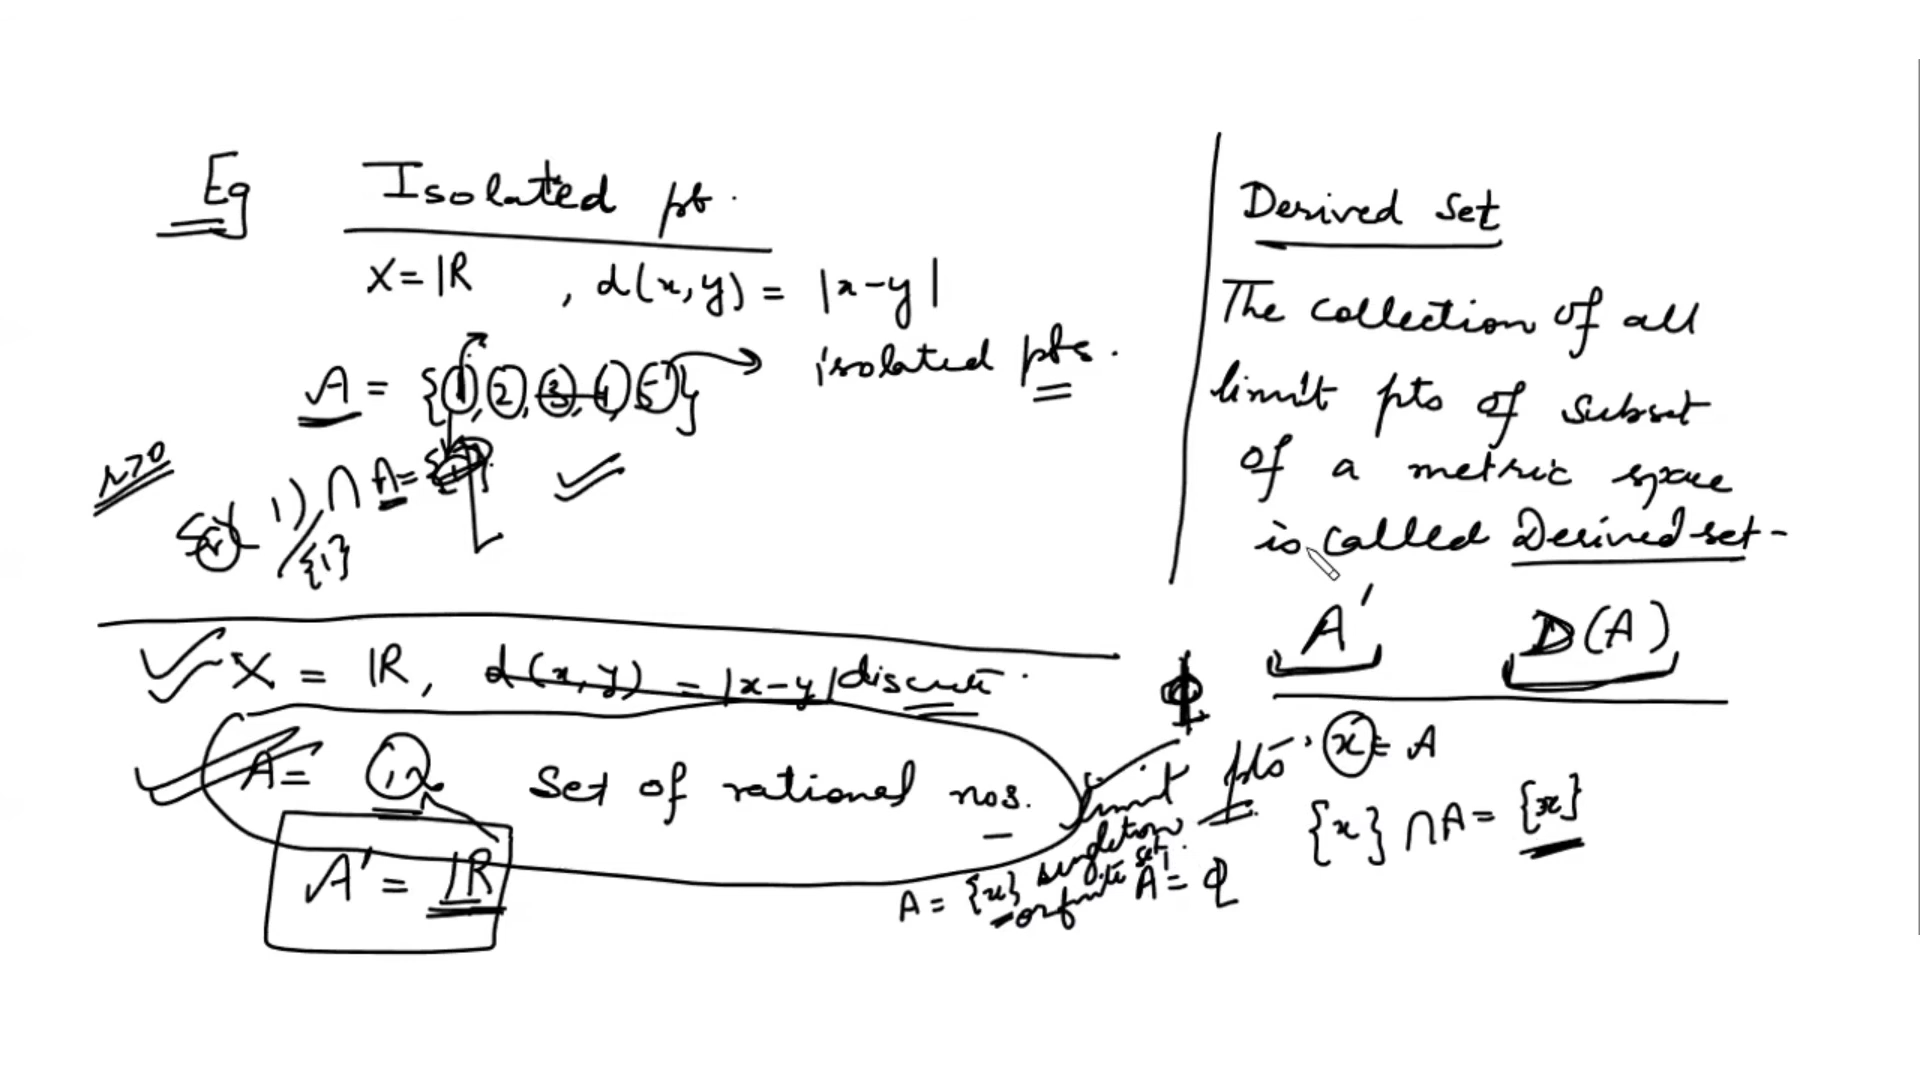 Eg Isolated pt.
X = |R , d(x,y) = |x-y|
A = {1, 2, 3, 4, 5} → isolated pts.
r>0
1) ∩ A = {1}
/{1}
X = |R, d(x,y) = |x-y| discrete.
A = Set of rational nos.
A' = |R
Derived Set
The collection of all
limit pts of subset
of a metric space
is called Derived set-
A' D(A)
ϕ
limit pts. x ∈ A
{x} ∩ A = {x}
singleton
A = {x} or finite set
A' = ϕ